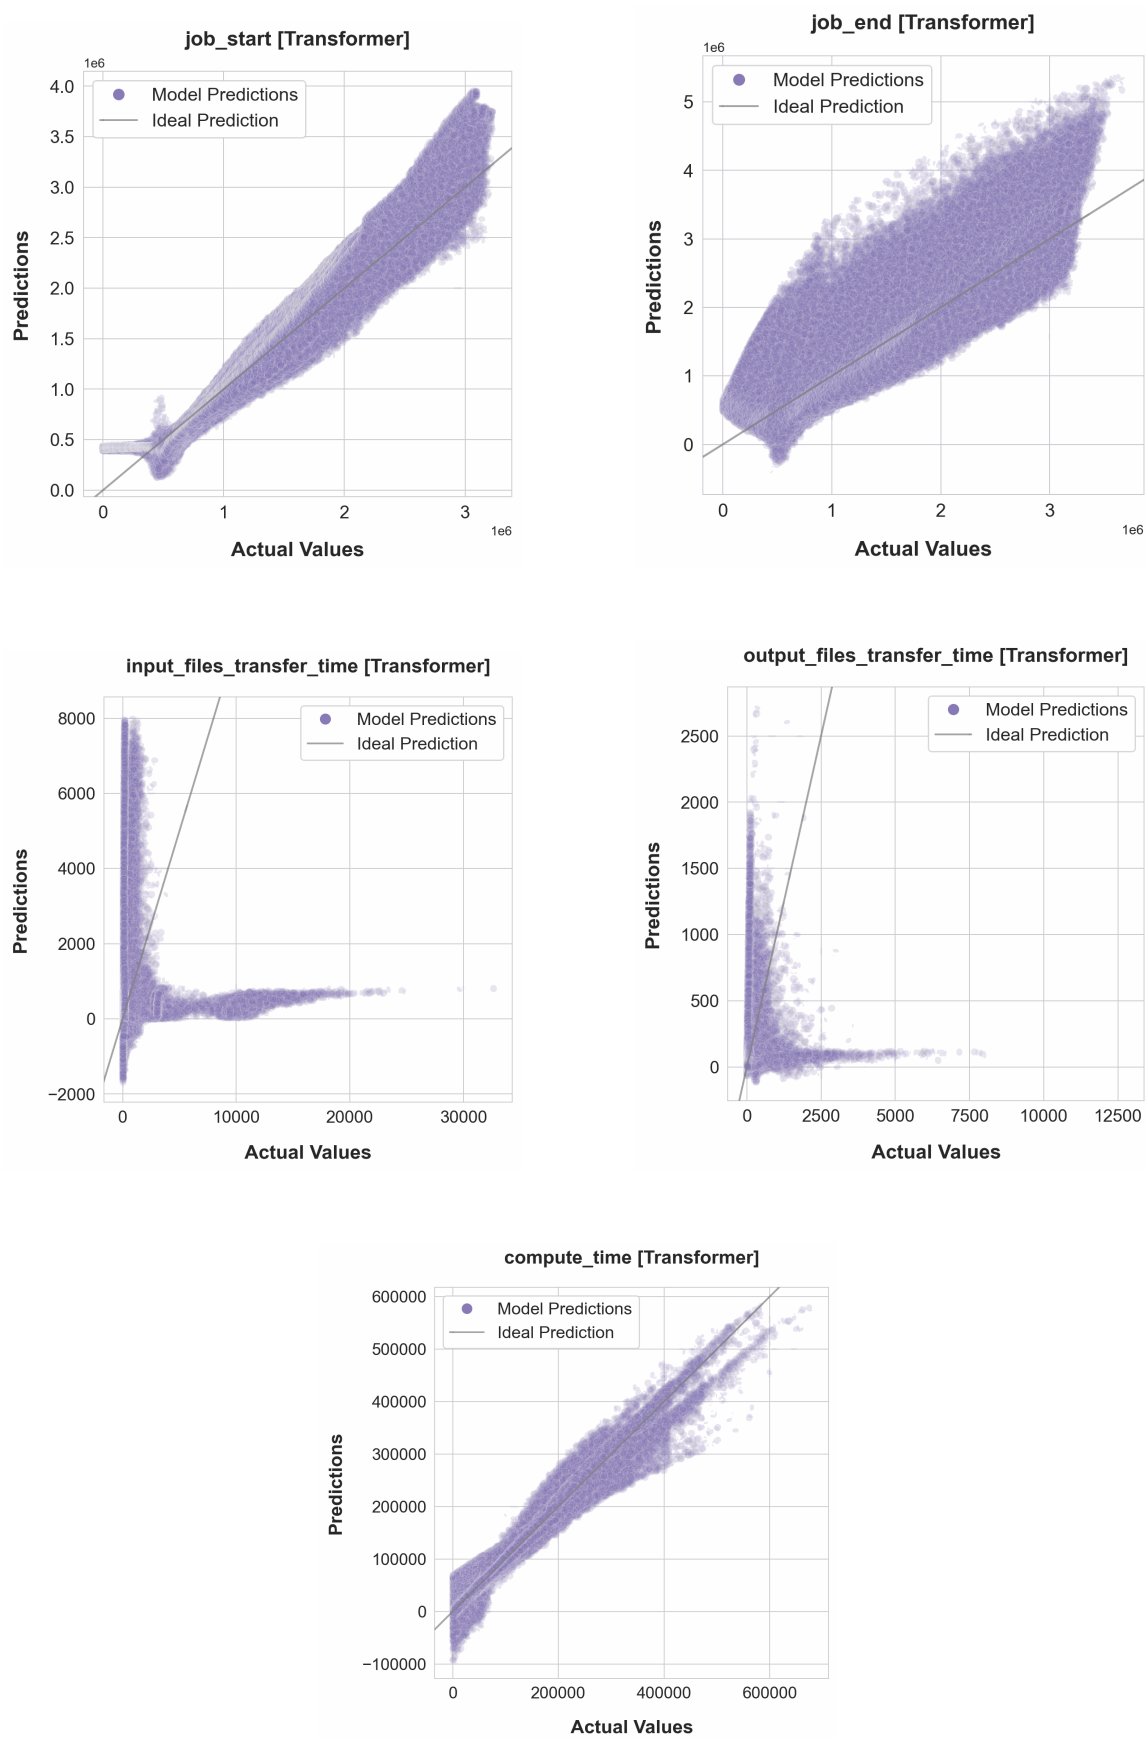 job_start [Transformer]
1e6
Model Predictions
Ideal Prediction
4.0
3.5
3.0
2.5
2.0
1.5
1.0
0.5
0.0
Predictions
0 1 2 3
1e6
Actual Values
job_end [Transformer]
1e6
Model Predictions
Ideal Prediction
5
4
3
2
1
0
Predictions
0 1 2 3
1e6
Actual Values
input_files_transfer_time [Transformer]
Model Predictions
Ideal Prediction
8000
6000
4000
2000
0
−2000
Predictions
0 10000 20000 30000
Actual Values
output_files_transfer_time [Transformer]
Model Predictions
Ideal Prediction
2500
2000
1500
1000
500
0
Predictions
0 2500 5000 7500 10000 12500
Actual Values
compute_time [Transformer]
Model Predictions
Ideal Prediction
600000
500000
400000
300000
200000
100000
0
−100000
Predictions
0 200000 400000 600000
Actual Values